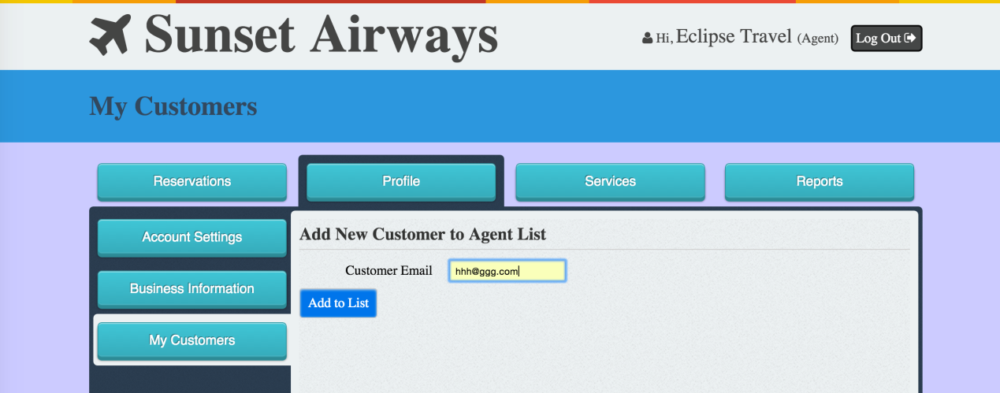 Sunset Airways
Hi, Eclipse Travel (Agent)
Log Out
My Customers
Reservations
Profile
Services
Reports
Account Settings
Business Information
My Customers
Add New Customer to Agent List
Customer Email
hhh@ggg.com
Add to List